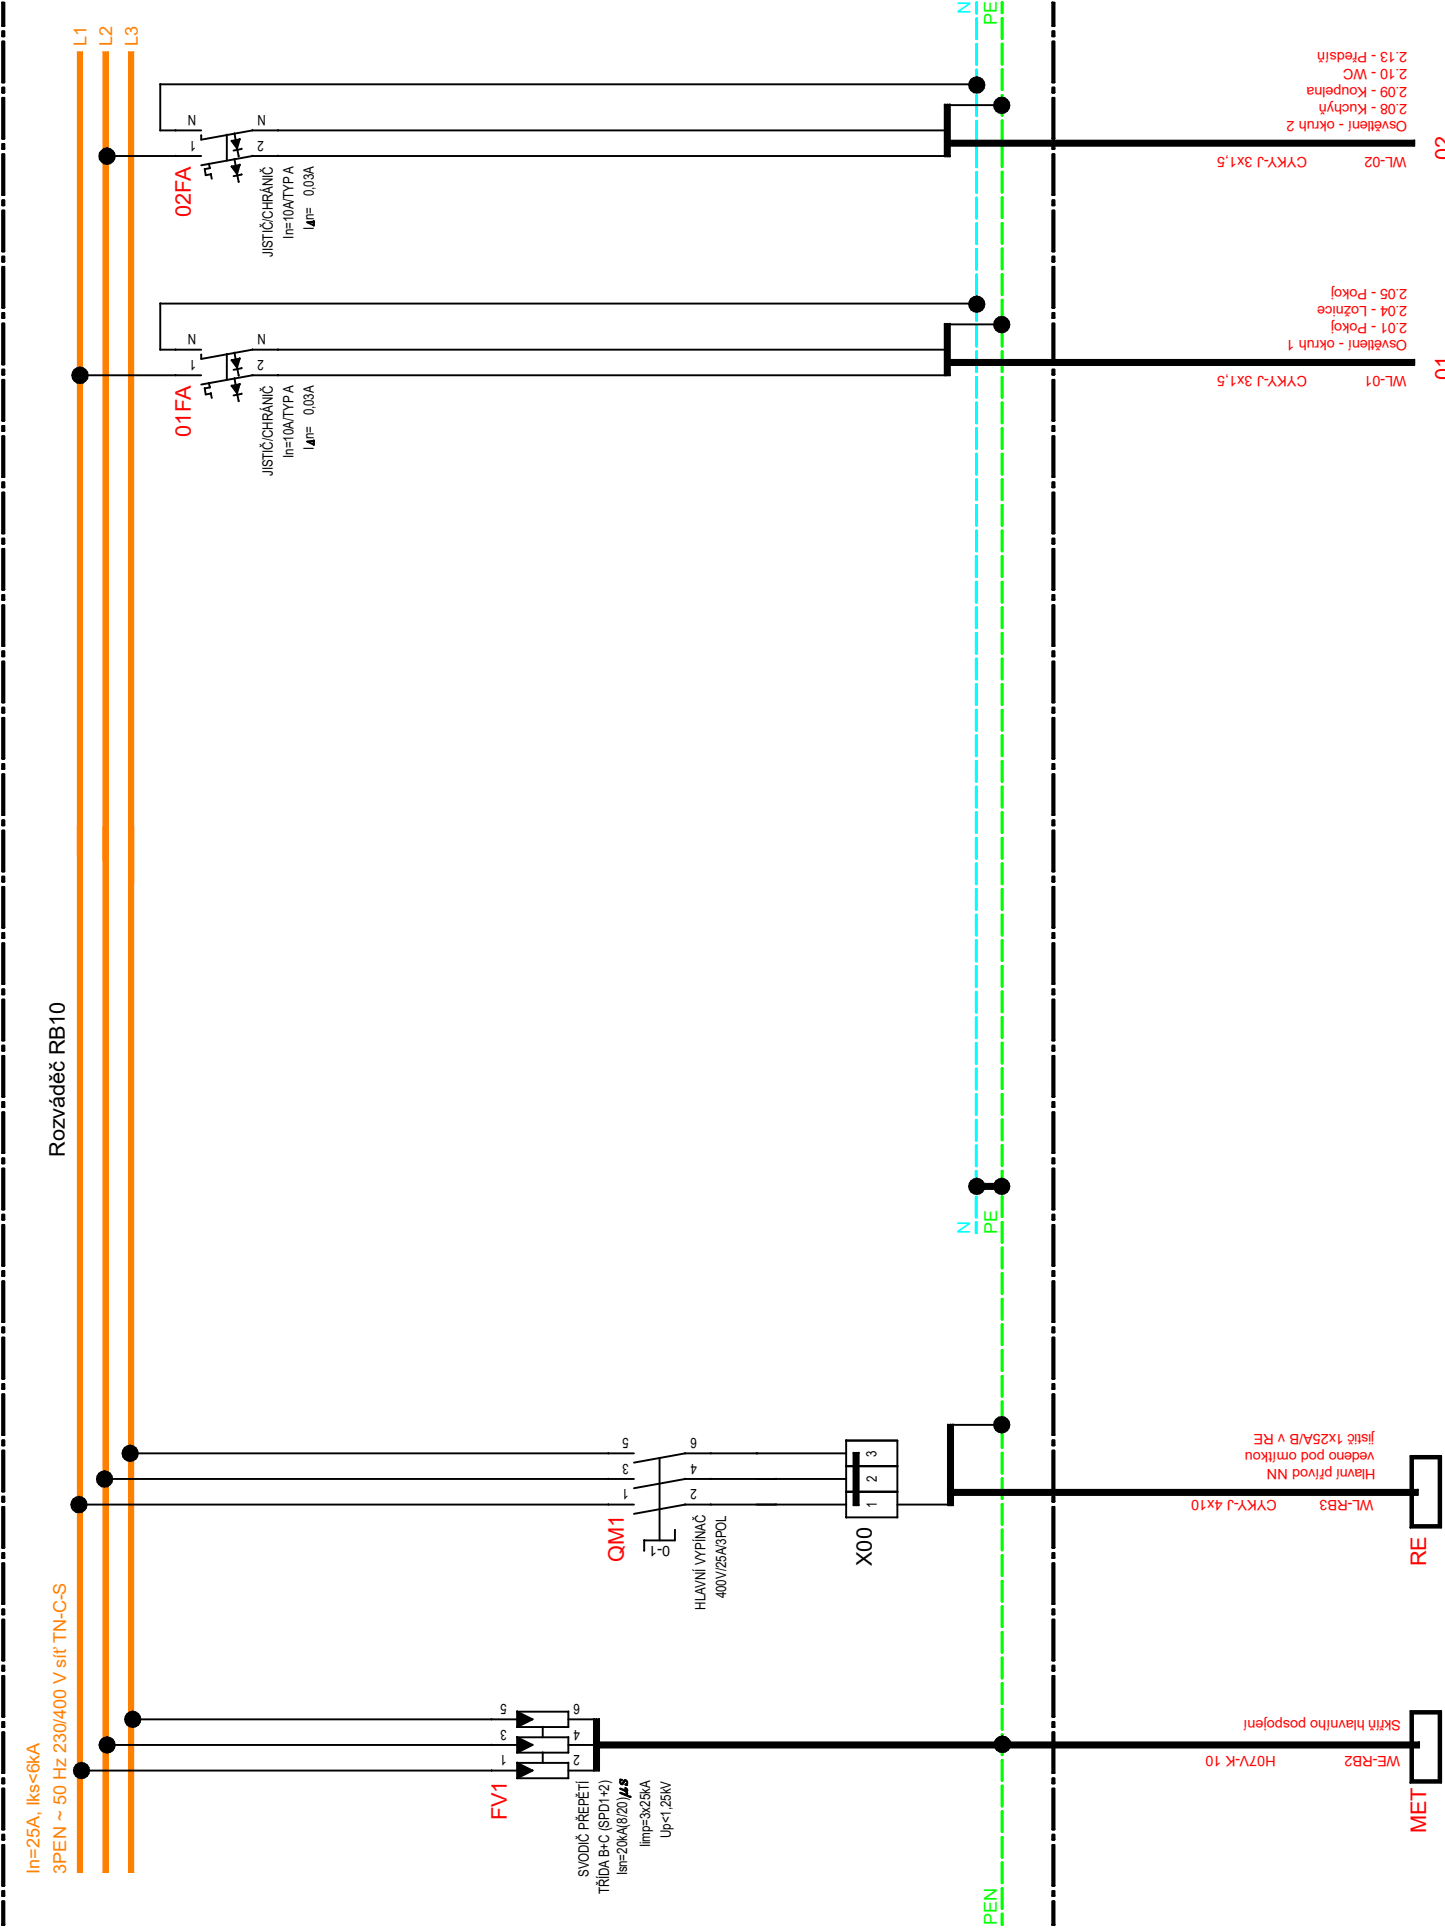 In=25A, Iks<6kA
3PEN ~ 50 Hz 230/400 V síť TN-C-S
Rozváděč RB10
L1
L2
L3
FV1
1
3
5
2
4
6
SVODIČ PŘEPĚTÍ
TŘÍDA B+C (SPD1+2)
Isn=20kA(8/20)µs
Iimp=3x25kA
Up<1,25kV
QM1
1
3
5
2
4
6
0-1
HLAVNÍ VYPÍNAČ
400V/25A/3POL
X00
1
2
3
01FA
1
N
2
N
JISTIČ/CHRÁNIČ
In=10A/TYP A
IΔn= 0,03A
02FA
1
N
2
N
JISTIČ/CHRÁNIČ
In=10A/TYP A
IΔn= 0,03A
PEN
N
PE
N
PE
WE-RB2 H07V-K 10
Skříň hlavního pospojení
MET
WL-RB3 CYKY-J 4x10
Hlavní přívod NN
vedeno pod omítkou
jistič 1x25A/B v RE
RE
WL-01 CYKY-J 3x1,5
Osvětlení - okruh 1
2.01 - Pokoj
2.04 - Ložnice
2.05 - Pokoj
01
WL-02 CYKY-J 3x1,5
Osvětlení - okruh 2
2.08 - Kuchyň
2.09 - Koupelna
2.10 - WC
2.13 - Předsíň
02